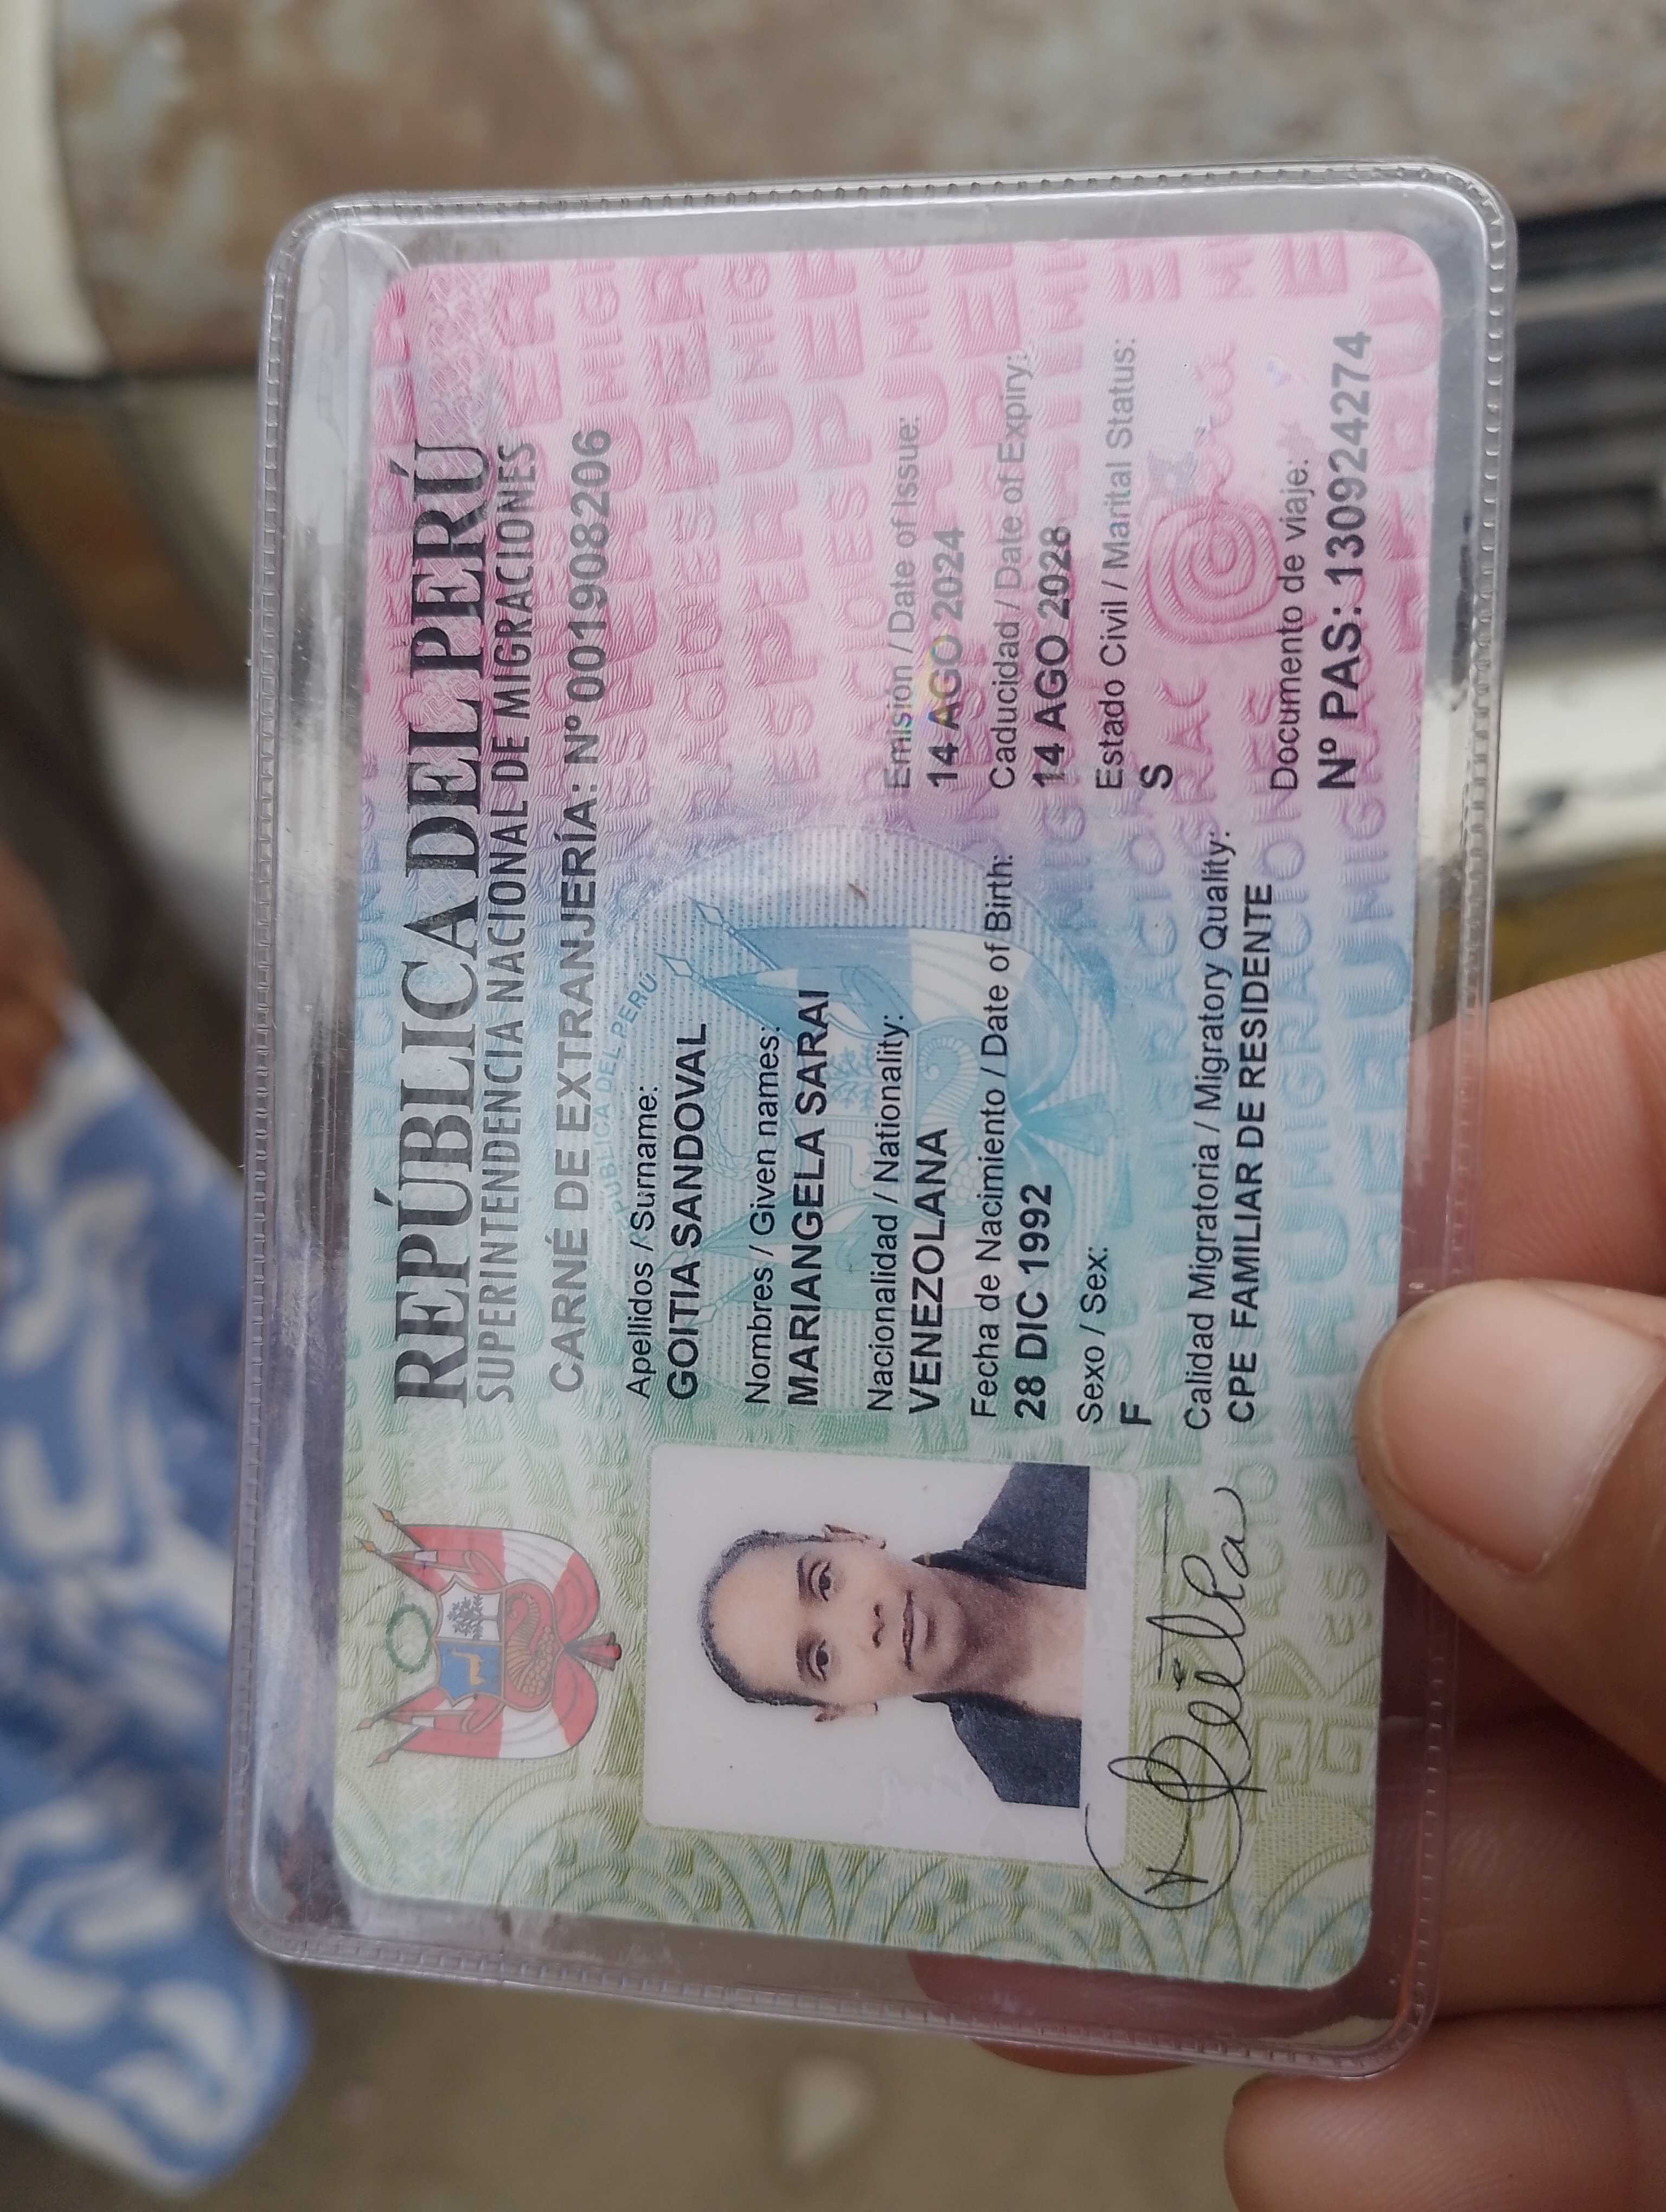 REPÚBLICA DEL PERÚ
SUPERINTENDENCIA NACIONAL DE MIGRACIONES
CARNÉ DE EXTRANJERÍA: Nº 001908206
Apellidos / Surname:
GOITIA SANDOVAL
Nombres / Given names:
MARIANGELA SARAI
Nacionalidad / Nationality:
VENEZOLANA
Fecha de Nacimiento / Date of Birth:
28 DIC 1992
Sexo / Sex:
F
Calidad Migratoria / Migratory Quality:
CPE FAMILIAR DE RESIDENTE
Emisión / Date of Issue:
14 AGO 2024
Caducidad / Date of Expiry:
14 AGO 2028
Estado Civil / Marital Status:
S
Documento de viaje:
Nº PAS: 130924274